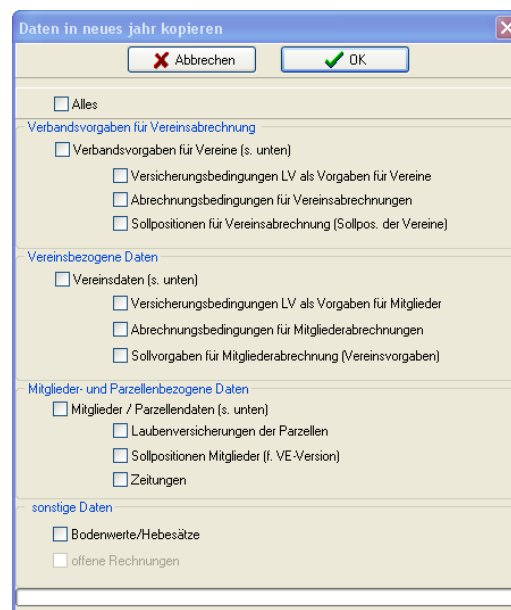 Daten in neues jahr kopieren
Abbrechen OK
Alles
Verbandsvorgaben für Vereinsabrechnung
Verbandsvorgaben für Vereine (s. unten)
Versicherungsbedingungen LV als Vorgaben für Vereine
Abrechnungsbedingungen für Vereinsabrechnungen
Sollpositionen für Vereinsabrechnung (Sollpos. der Vereine)
Vereinsbezogene Daten
Vereinsdaten (s. unten)
Versicherungsbedingungen LV als Vorgaben für Mitglieder
Abrechnungsbedingungen für Mitgliederabrechnungen
Sollvorgaben für Mitgliederabrechnung (Vereinsvorgaben)
Mitglieder- und Parzellenbezogene Daten
Mitglieder / Parzellendaten (s. unten)
Laubenversicherungen der Parzellen
Sollpositionen Mitglieder (f. VE-Version)
Zeitungen
sonstige Daten
Bodenwerte/Hebesätze
offene Rechnungen